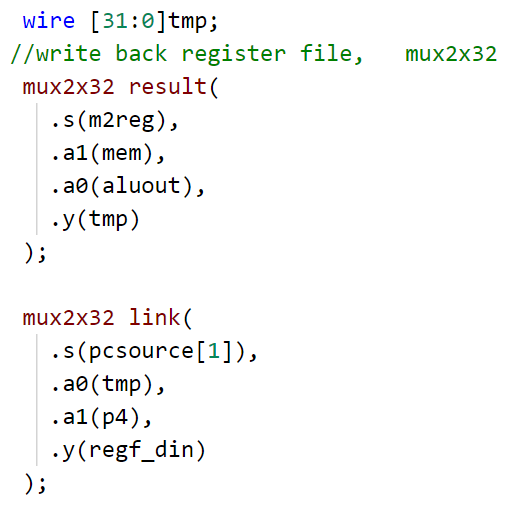 wire [31:0]tmp;
//write back register file,   mux2x32
mux2x32 result(
  .s(m2reg),
  .a1(mem),
  .a0(aluout),
  .y(tmp)
);

mux2x32 link(
  .s(pcsource[1]),
  .a0(tmp),
  .a1(p4),
  .y(regf_din)
);